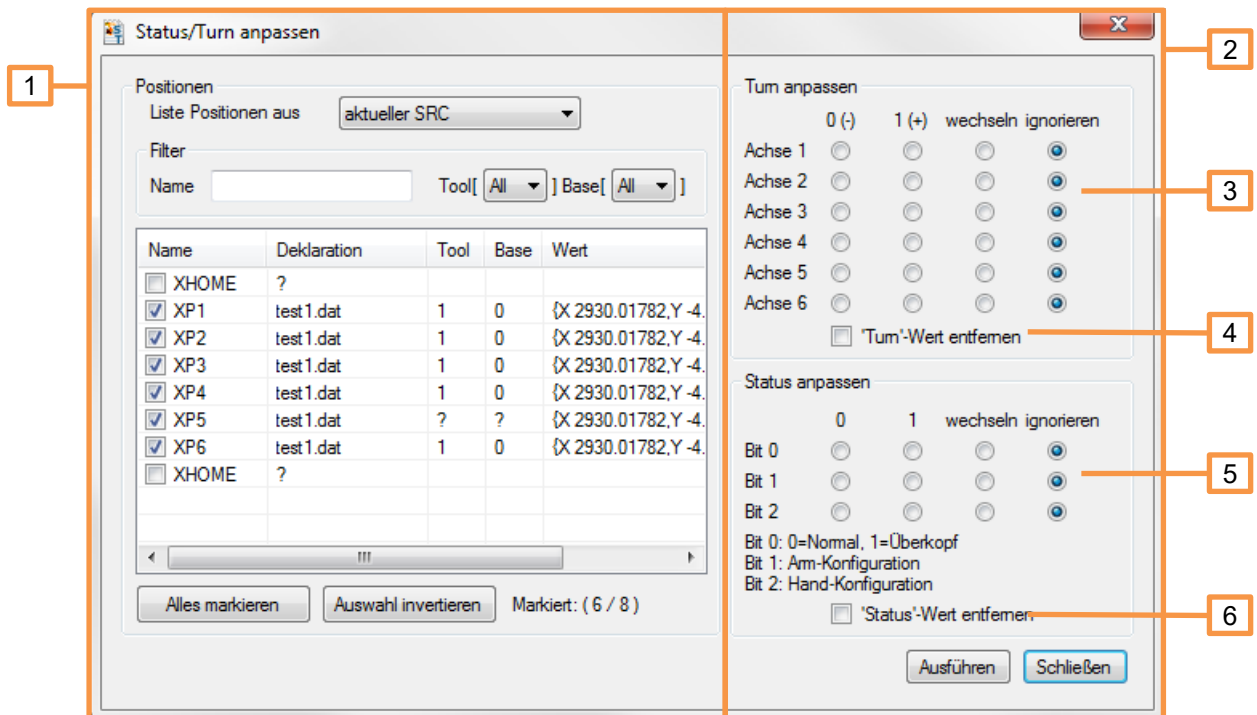 Status/Turn anpassen
1
2
Positionen
Liste Positionen aus aktueller SRC
Filter
Name Tool[ All ] Base[ All ]
Name Deklaration Tool Base Wert
XHOME ?
XP1 test1.dat 1 0 {X 2930.01782,Y -4.
XP2 test1.dat 1 0 {X 2930.01782,Y -4.
XP3 test1.dat 1 0 {X 2930.01782,Y -4.
XP4 test1.dat 1 0 {X 2930.01782,Y -4.
XP5 test1.dat ? ? {X 2930.01782,Y -4.
XP6 test1.dat 1 0 {X 2930.01782,Y -4.
XHOME ?
Alles markieren Auswahl invertieren Markiert: ( 6 / 8 )
Turn anpassen
0 (-) 1 (+) wechseln ignorieren
Achse 1
Achse 2
Achse 3
Achse 4
Achse 5
Achse 6
3
"Turn"-Wert entfernen
4
Status anpassen
0 1 wechseln ignorieren
Bit 0
Bit 1
Bit 2
5
Bit 0: 0=Normal, 1=Überkopf
Bit 1: Arm-Konfiguration
Bit 2: Hand-Konfiguration
"Status"-Wert entfernen
6
Ausführen Schließen